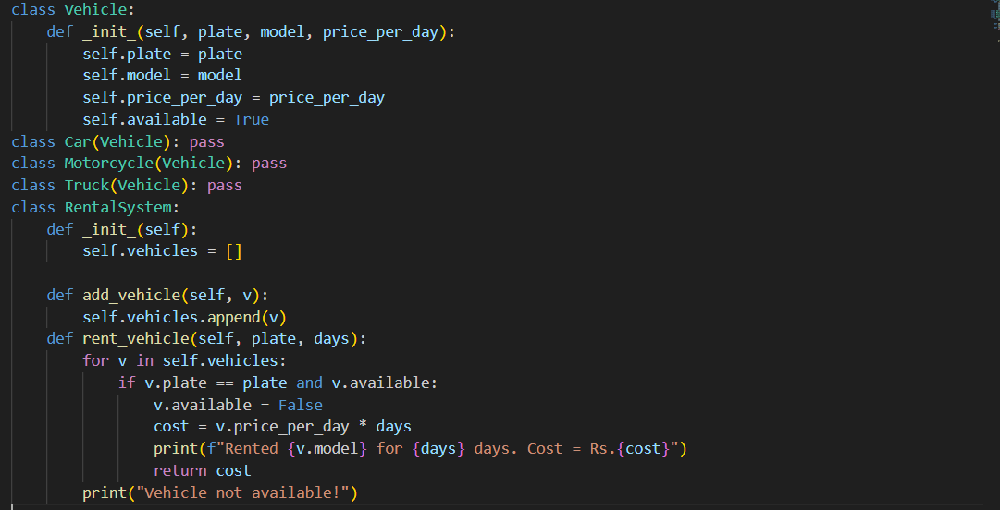 class Vehicle:
    def _init_(self, plate, model, price_per_day):
        self.plate = plate
        self.model = model
        self.price_per_day = price_per_day
        self.available = True
class Car(Vehicle): pass
class Motorcycle(Vehicle): pass
class Truck(Vehicle): pass
class RentalSystem:
    def _init_(self):
        self.vehicles = []

    def add_vehicle(self, v):
        self.vehicles.append(v)
    def rent_vehicle(self, plate, days):
        for v in self.vehicles:
            if v.plate == plate and v.available:
                v.available = False
                cost = v.price_per_day * days
                print(f"Rented {v.model} for {days} days. Cost = Rs.{cost}")
                return cost
        print("Vehicle not available!")